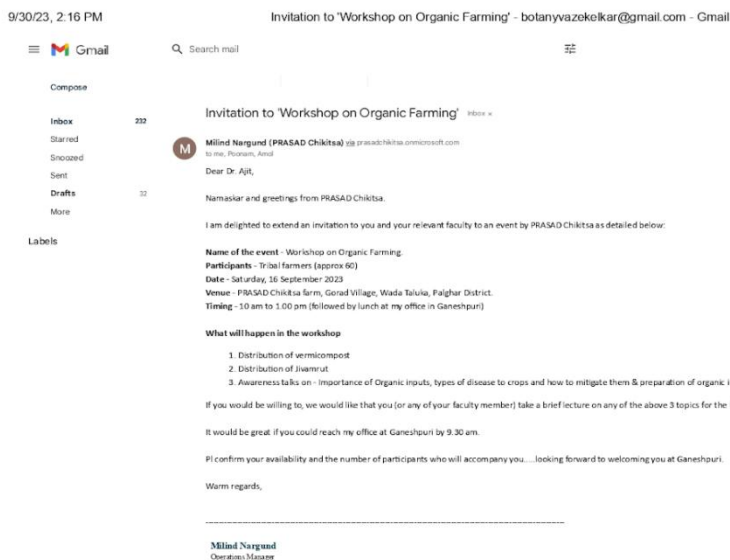 9/30/23, 2:16 PM
Invitation to 'Workshop on Organic Farming' - botanyvazekelkar@gmail.com - Gmail
Gmail
Search mail
Compose
Inbox 232
Starred
Snoozed
Sent
Drafts 32
More
Labels
Invitation to 'Workshop on Organic Farming' Inbox x
M
Milind Nargund (PRASAD Chikitsa) via prasadchikitsa.onmicrosoft.com
to me, Poonam, Amol
Dear Dr. Ajit,
Namaskar and greetings from PRASAD Chikitsa.
I am delighted to extend an invitation to you and your relevant faculty to an event by PRASAD Chikitsa as detailed below:
Name of the event - Workshop on Organic Farming.
Participants - Tribal farmers (approx 60)
Date - Saturday, 16 September 2023
Venue - PRASAD Chikitsa farm, Gorad Village, Wada Taluka, Palghar District.
Timing - 10 am to 1.00 pm (followed by lunch at my office in Ganeshpuri)
What will happen in the workshop
1. Distribution of vermicompost
2. Distribution of Jivamrut
3. Awareness talks on - Importance of Organic inputs, types of disease to crops and how to mitigate them & preparation of organic i
If you would be willing to, we would like that you (or any of your faculty member) take a brief lecture on any of the above 3 topics for the
It would be great if you could reach my office at Ganeshpuri by 9.30 am.
Pl confirm your availability and the number of participants who will accompany you....looking forward to welcoming you at Ganeshpuri.
Warm regards,
Milind Nargund
Operations Manager